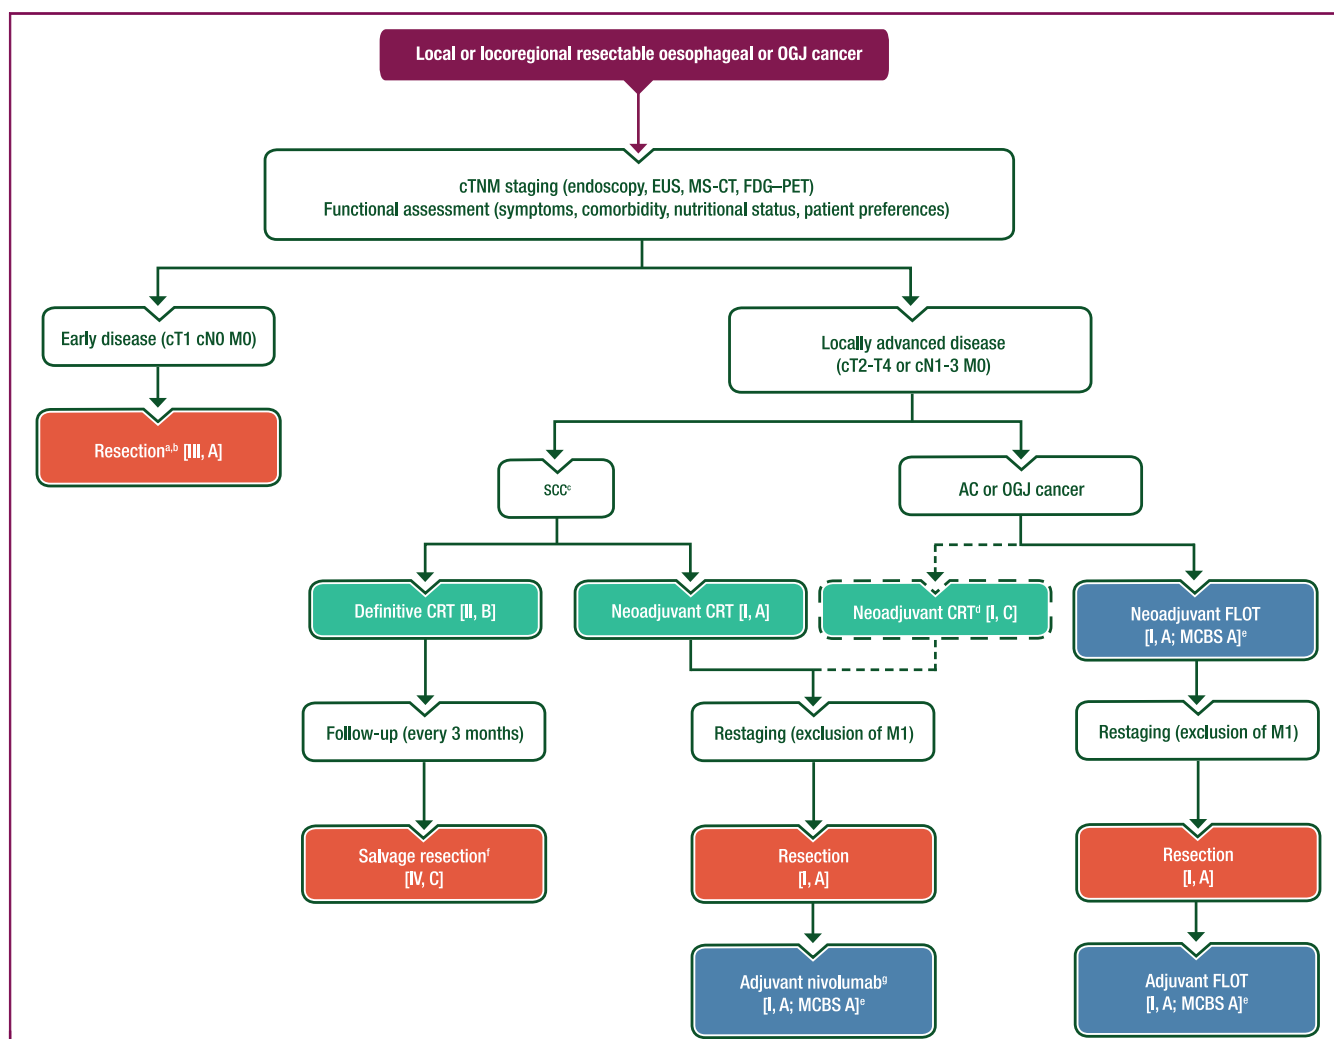 Local or locoregional resectable oesophageal or OGJ cancer
cTNM staging (endoscopy, EUS, MS-CT, FDG–PET)
Functional assessment (symptoms, comorbidity, nutritional status, patient preferences)
Early disease (cT1 cN0 M0)
Locally advanced disease
(cT2-T4 or cN1-3 M0)
Resectionᵃ,ᵇ [III, A]
SCCᶜ
AC or OGJ cancer
Definitive CRT [II, B]
Neoadjuvant CRT [I, A]
Neoadjuvant CRTᵈ [I, C]
Neoadjuvant FLOT
[I, A; MCBS A]ᵉ
Follow-up (every 3 months)
Restaging (exclusion of M1)
Restaging (exclusion of M1)
Salvage resectionᶠ
[IV, C]
Resection
[I, A]
Resection
[I, A]
Adjuvant nivolumabᵍ
[I, A; MCBS A]ᵉ
Adjuvant FLOT
[I, A; MCBS A]ᵉ